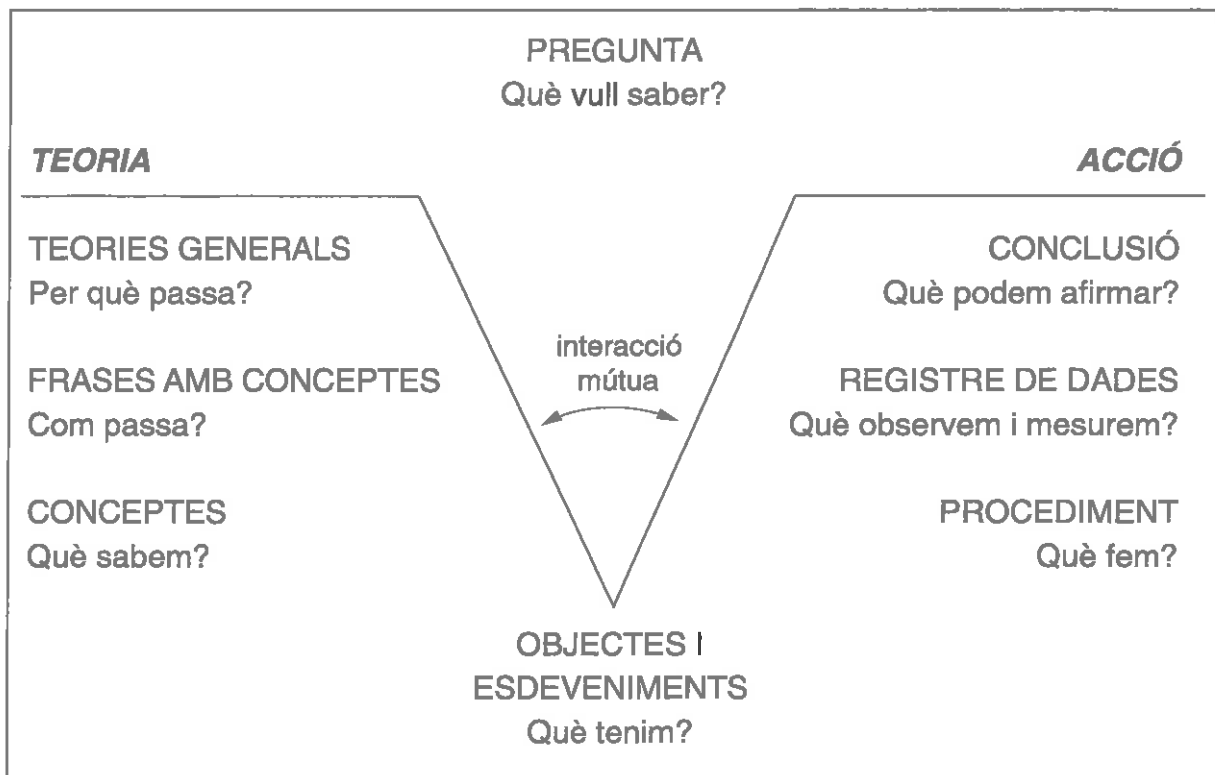 PREGUNTA
Què vull saber?
TEORIA
ACCIÓ
TEORIES GENERALS
Per què passa?
CONCLUSIÓ
Què podem afirmar?
interacció
mútua
FRASES AMB CONCEPTES
Com passa?
REGISTRE DE DADES
Què observem i mesurem?
CONCEPTES
Què sabem?
PROCEDIMENT
Què fem?
OBJECTES I
ESDEVENIMENTS
Què tenim?